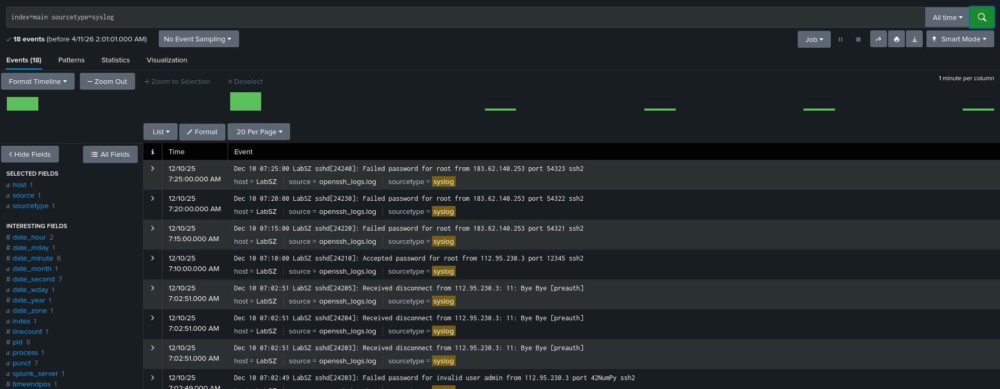 index=main sourcetype=syslog
All time
18 events (before 4/11/26 2:01:01.000 AM)
No Event Sampling
Job
Smart Mode
Events (18)
Patterns
Statistics
Visualization
Format Timeline
— Zoom Out
+ Zoom to Selection
× Deselect
1 minute per column
List
Format
20 Per Page
< Hide Fields
All Fields
SELECTED FIELDS
a host 1
a source 1
a sourcetype 1
INTERESTING FIELDS
# date_hour 2
# date_mday 1
# date_minute 6
a date_month 1
# date_second 7
a date_wday 1
# date_year 1
a date_zone 1
a index 1
# linecount 1
# pid 8
a process 1
a punct 7
a splunk_server 1
# timeendpos 1
i
Time
Event
12/10/25
7:25:00.000 AM
Dec 10 07:25:00 LabSZ sshd[24240]: Failed password for root from 183.62.140.253 port 54323 ssh2
host = LabSZ source = openssh_logs.log sourcetype = syslog
12/10/25
7:20:00.000 AM
Dec 10 07:20:00 LabSZ sshd[24230]: Failed password for root from 183.62.140.253 port 54322 ssh2
host = LabSZ source = openssh_logs.log sourcetype = syslog
12/10/25
7:15:00.000 AM
Dec 10 07:15:00 LabSZ sshd[24220]: Failed password for root from 183.62.140.253 port 54321 ssh2
host = LabSZ source = openssh_logs.log sourcetype = syslog
12/10/25
7:10:00.000 AM
Dec 10 07:10:00 LabSZ sshd[24210]: Accepted password for root from 112.95.230.3 port 12345 ssh2
host = LabSZ source = openssh_logs.log sourcetype = syslog
12/10/25
7:02:51.000 AM
Dec 10 07:02:51 LabSZ sshd[24205]: Received disconnect from 112.95.230.3: 11: Bye Bye [preauth]
host = LabSZ source = openssh_logs.log sourcetype = syslog
12/10/25
7:02:51.000 AM
Dec 10 07:02:51 LabSZ sshd[24204]: Received disconnect from 112.95.230.3: 11: Bye Bye [preauth]
host = LabSZ source = openssh_logs.log sourcetype = syslog
12/10/25
7:02:51.000 AM
Dec 10 07:02:51 LabSZ sshd[24203]: Received disconnect from 112.95.230.3: 11: Bye Bye [preauth]
host = LabSZ source = openssh_logs.log sourcetype = syslog
12/10/25
7:02:49.000 AM
Dec 10 07:02:49 LabSZ sshd[24203]: Failed password for invalid user admin from 112.95.230.3 port 42NumPy ssh2